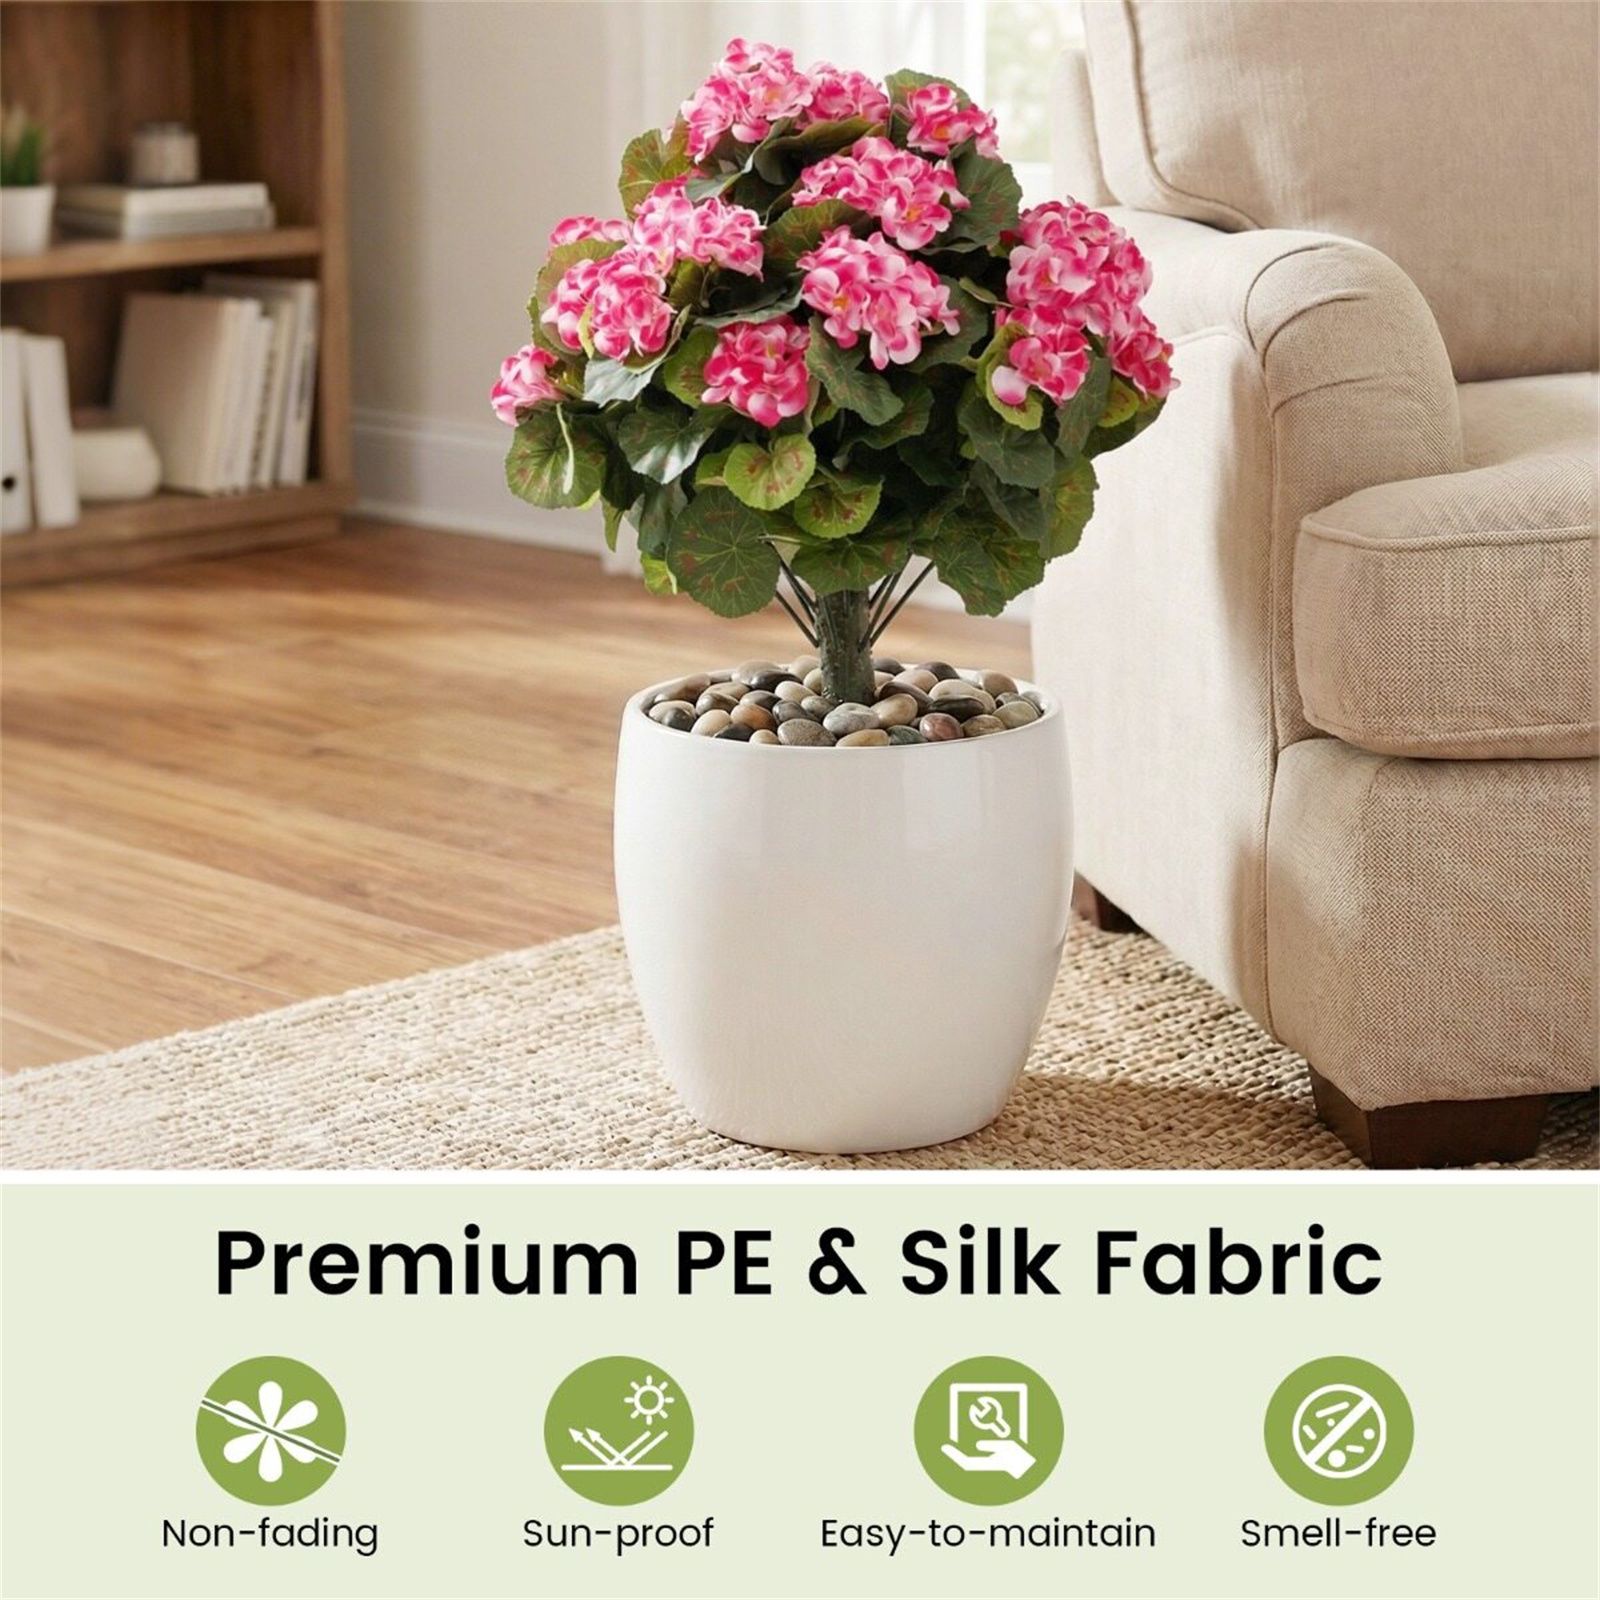 Premium PE & Silk Fabric
Non-fading
Sun-proof
Easy-to-maintain
Smell-free